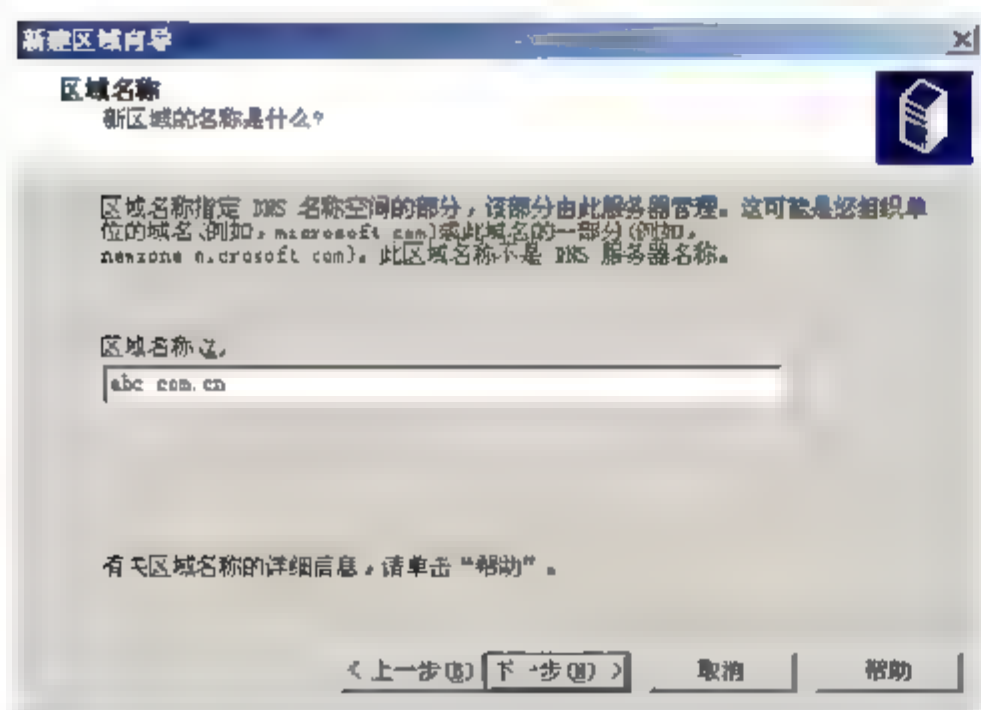 新建区域向导
区域名称
新区域的名称是什么?
区域名称指定 DNS 名称空间的部分，该部分由此服务器管理。这可能是您组织单
位的域名(例如，microsoft.com)或此域名的一部分(例如，
newzone.microsoft.com)。此区域名称不是 DNS 服务器名称。
区域名称(Z):
abc.com.cn
有关区域名称的详细信息，请单击“帮助”。
< 上一步(B) 下一步(N) > 取消 帮助